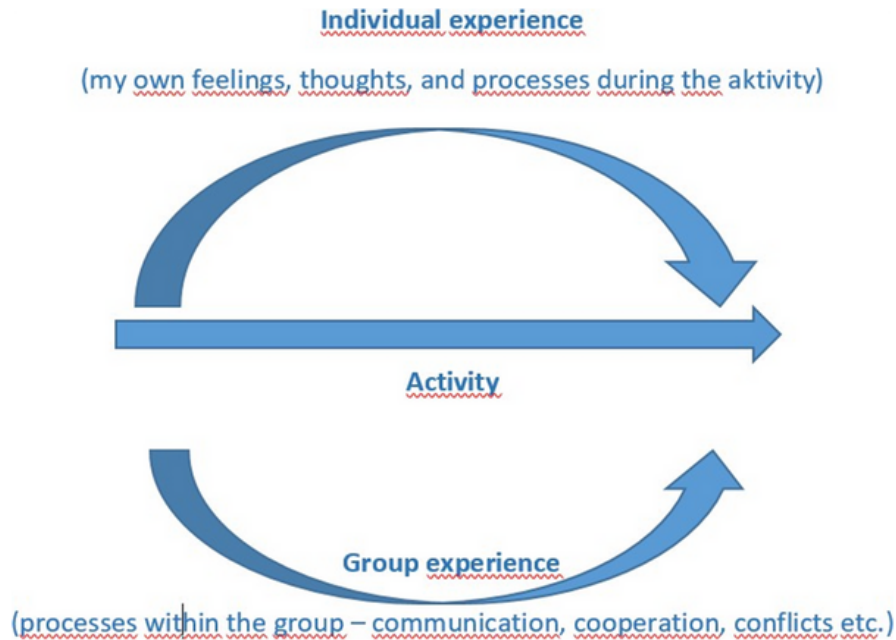 Individual experience
(my own feelings, thoughts, and processes during the aktivity)
Activity
Group experience
(processes within the group – communication, cooperation, conflicts etc.)